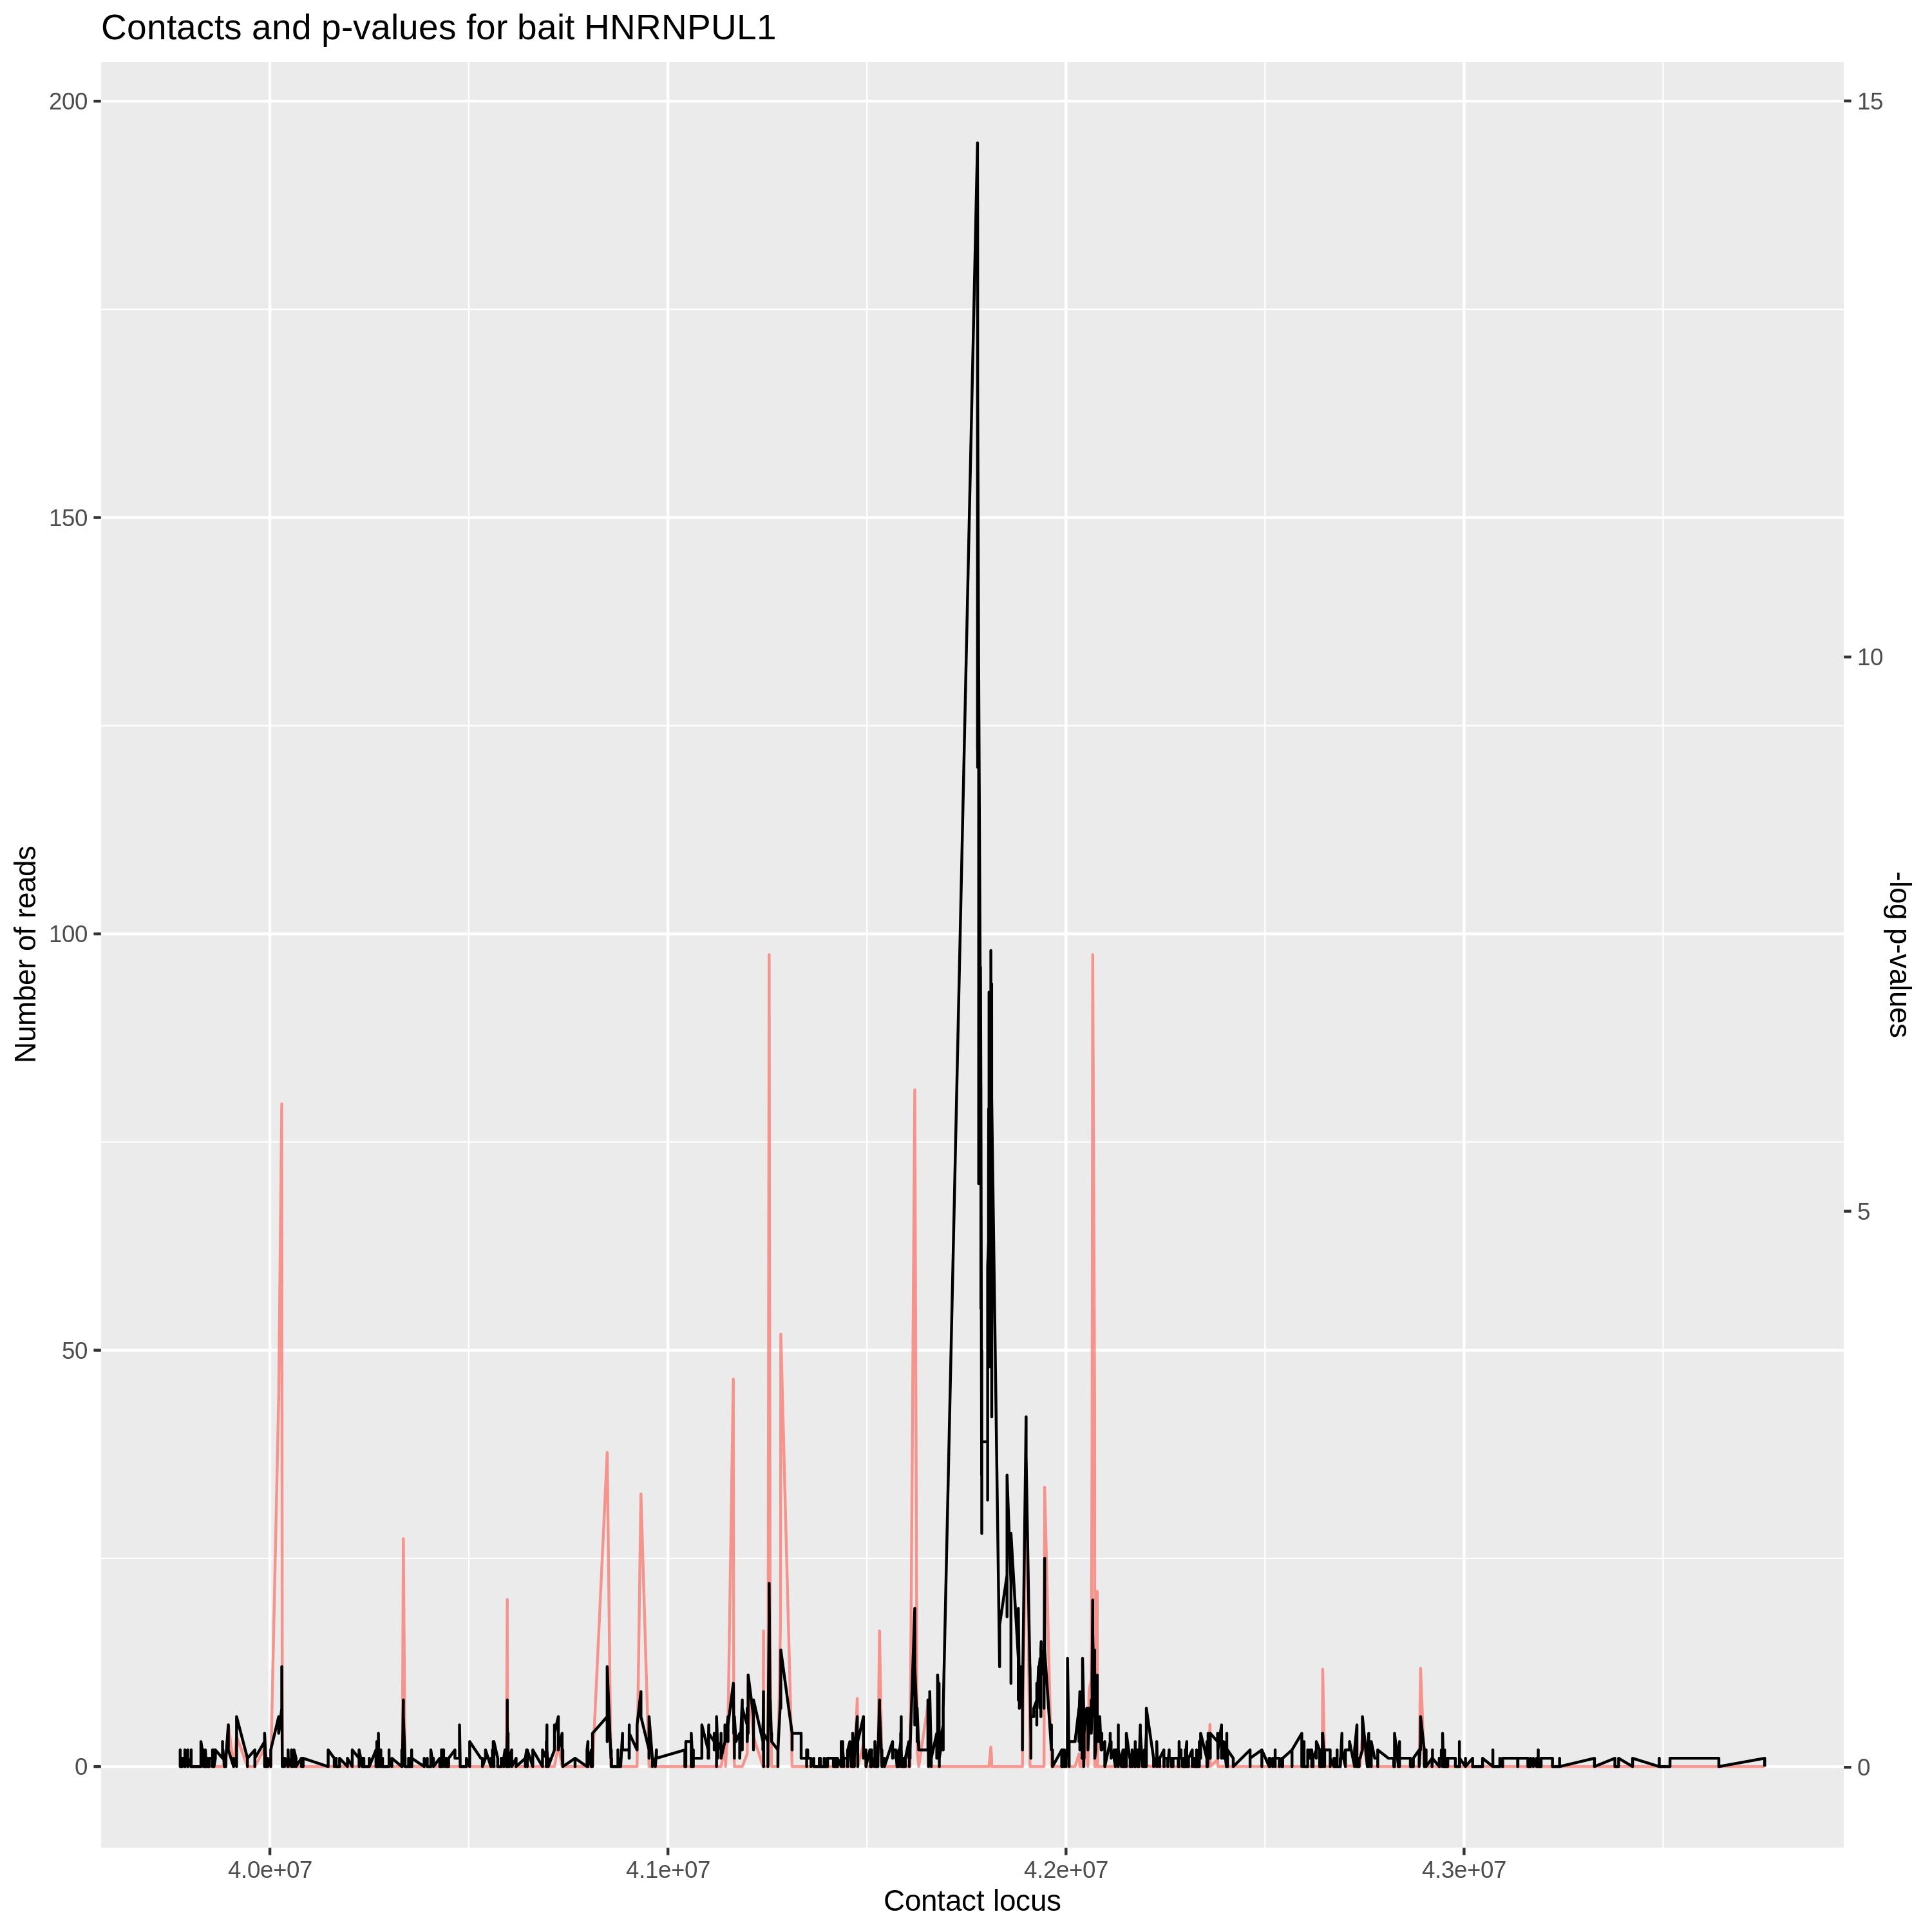 Contacts and p-values for bait HNRNPUL1
200
150
100
50
0
15
10
5
0
Number of reads
-log p-values
4.0e+07
4.1e+07
4.2e+07
4.3e+07
Contact locus